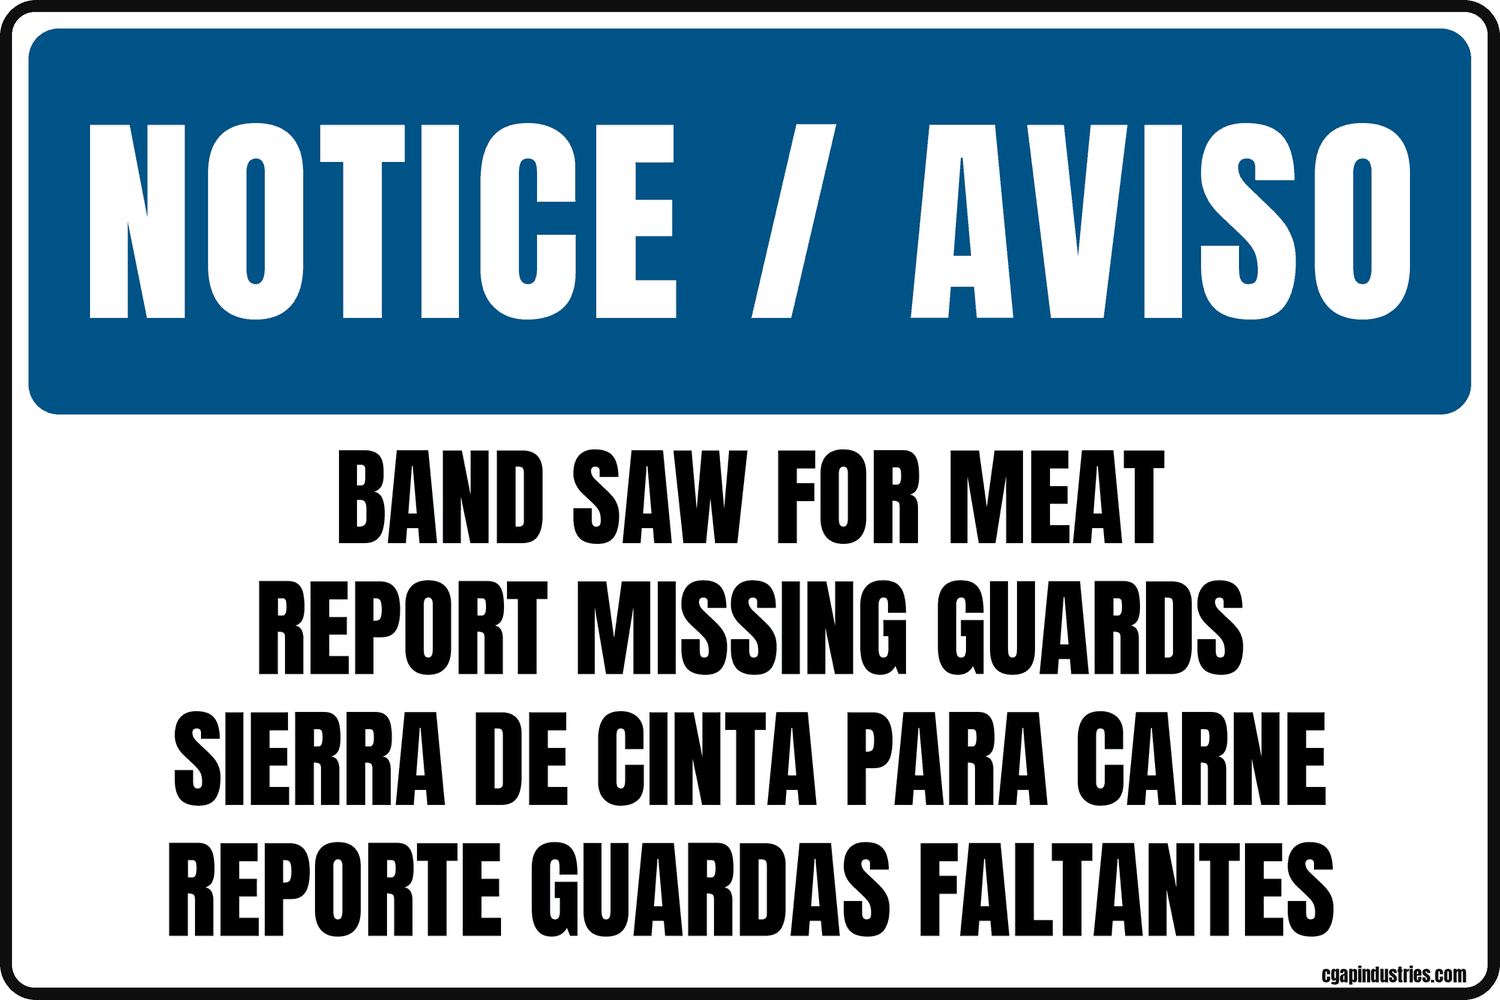 NOTICE / AVISO
BAND SAW FOR MEAT
REPORT MISSING GUARDS
SIERRA DE CINTA PARA CARNE
REPORTE GUARDAS FALTANTES
cgapindustries.com